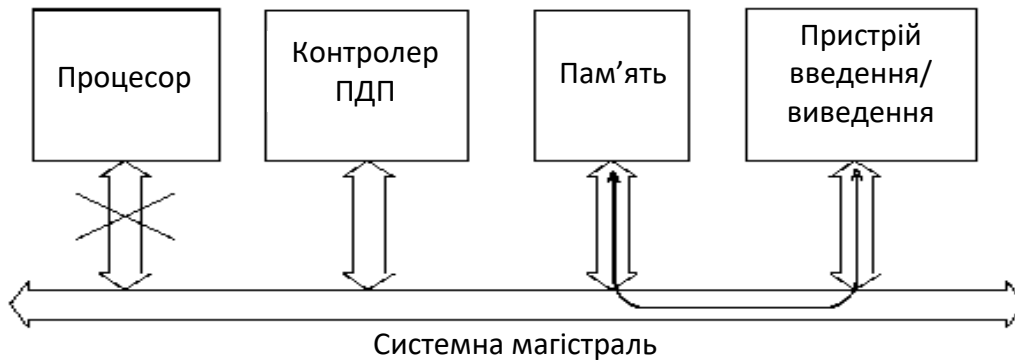 Процесор
Контролер
ПДП
Пам’ять
Пристрій
введення/
виведення
Системна магістраль